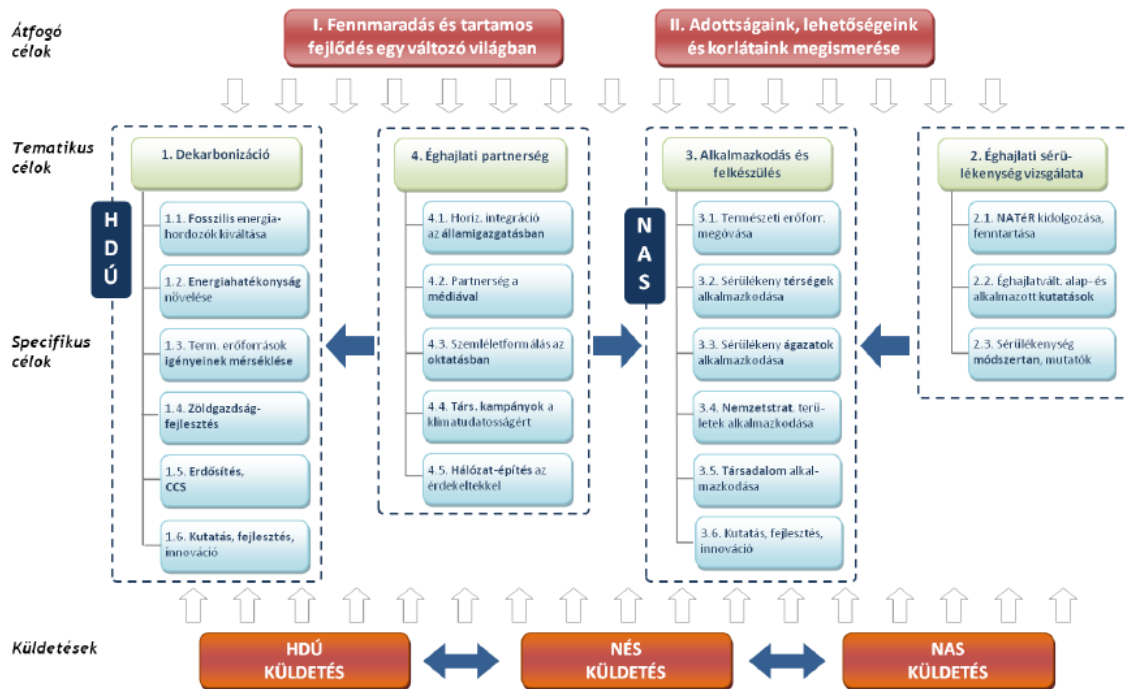 Átfogó
célok
I. Fennmaradás és tartamos
fejlődés egy változó világban
II. Adottságaink, lehetőségeink
és korlátaink megismerése
Tematikus
célok
1. Dekarbonizáció
4. Éghajlati partnerség
3. Alkalmazkodás és
felkészülés
2. Éghajlati sérü-
lékenység vizsgálata
Specifikus
célok
H
D
Ú
1.1. Fosszilis energia-
hordozók kiváltása
1.2. Energiahatékonyság
növelése
1.3. Term. erőforrások
igényeinek mérséklése
1.4. Zöldgazdság-
fejlesztés
1.5. Erdősítés,
CCS
1.6. Kutatás, fejlesztés,
innováció
4.1. Horiz. integráció
az államigazgatásban
4.2. Partnerség a
médiával
4.3. Szemléletformálás az
oktatásban
4.4. Társ. kampányok a
klímatudatosságért
4.5. Hálózat-építés az
érdekeltekkel
N
A
S
3.1. Természeti erőforr.
megóvása
3.2. Sérülékeny térségek
alkalmazkodása
3.3. Sérülékeny ágazatok
alkalmazkodása
3.4. Nemzetstrat. terü-
letek alkalmazkodása
3.5. Társadalom alkal-
mazkodása
3.6. Kutatás, fejlesztés,
innováció
2.1. NATéR kidolgozása,
fenntartása
2.2. Éghajlatvált. alap- és
alkalmazott kutatások
2.3. Sérülékenység
módszertan, mutatók
Küldetések
HDÚ
KÜLDETÉS
NÉS
KÜLDETÉS
NAS
KÜLDETÉS